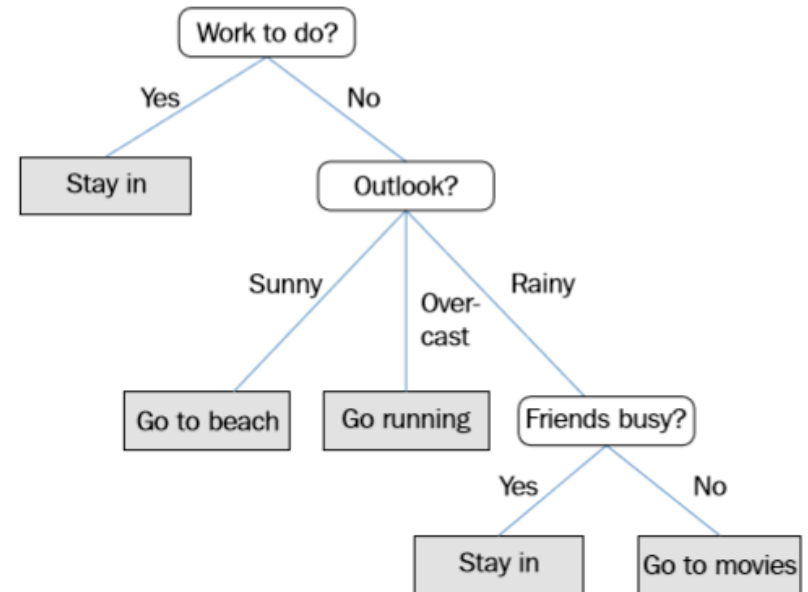 Work to do?
Yes
No
Stay in
Outlook?
Sunny
Over-
cast
Rainy
Go to beach
Go running
Friends busy?
Yes
No
Stay in
Go to movies